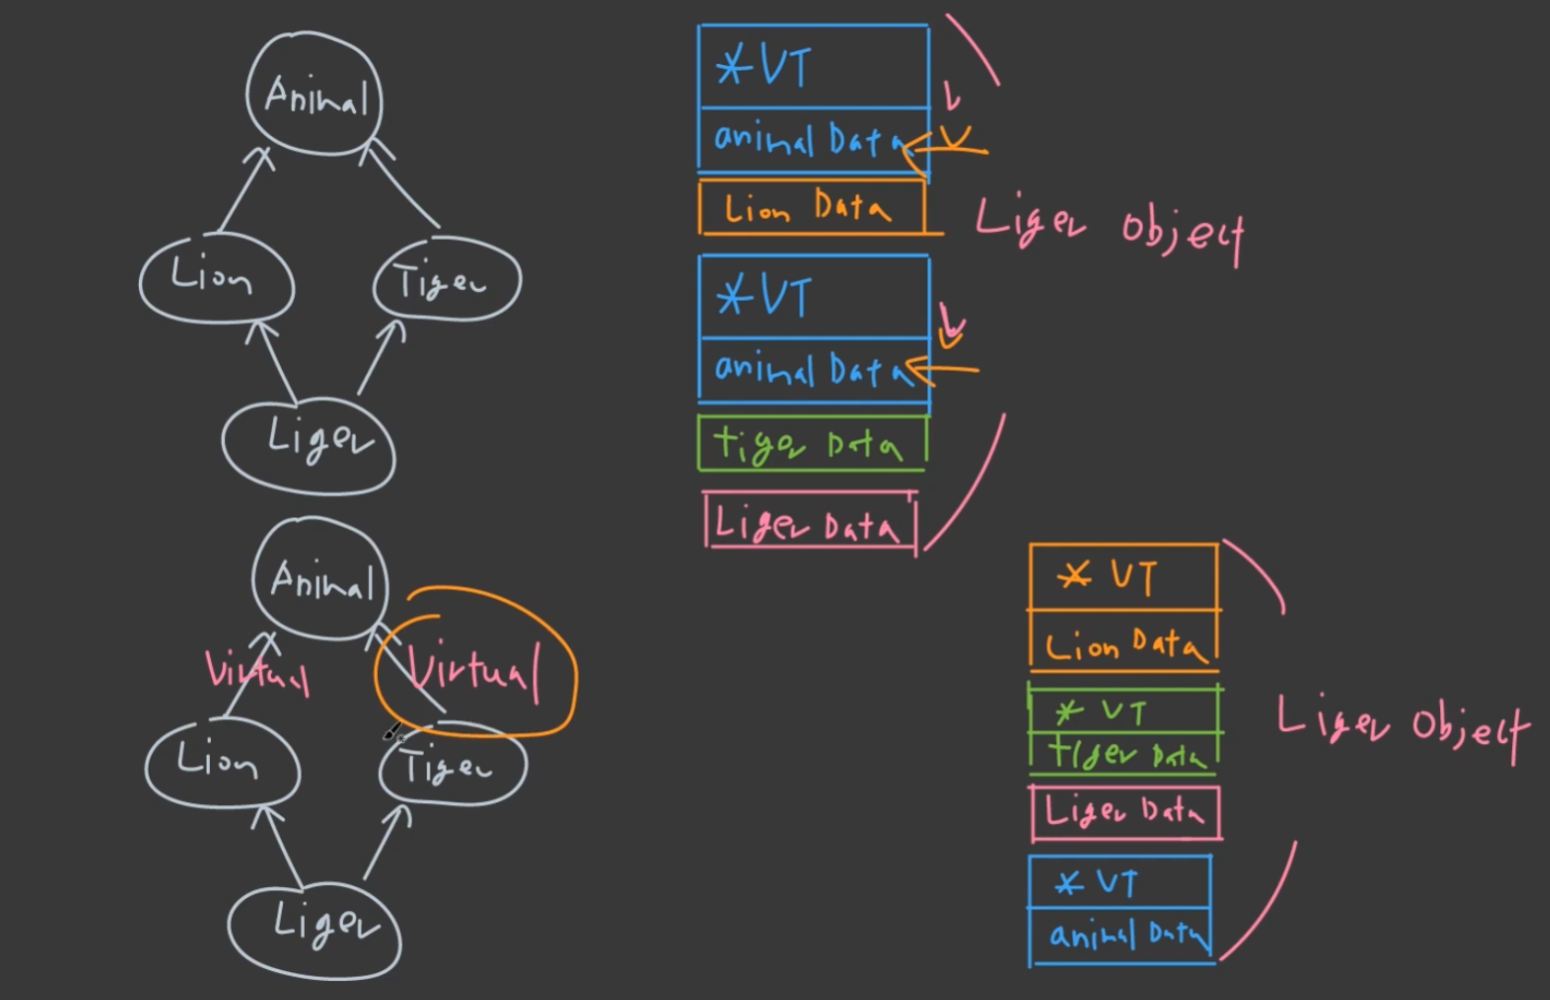 Animal
Lion
Tiger
Liger
*VT
animal Data
Lion Data
*VT
animal Data
tiger Data
Liger Data
Liger object
Animal
Virtual
Virtual
Lion
Tiger
Liger
* VT
Lion Data
* VT
tiger Data
Liger Data
* VT
animal Data
Liger object